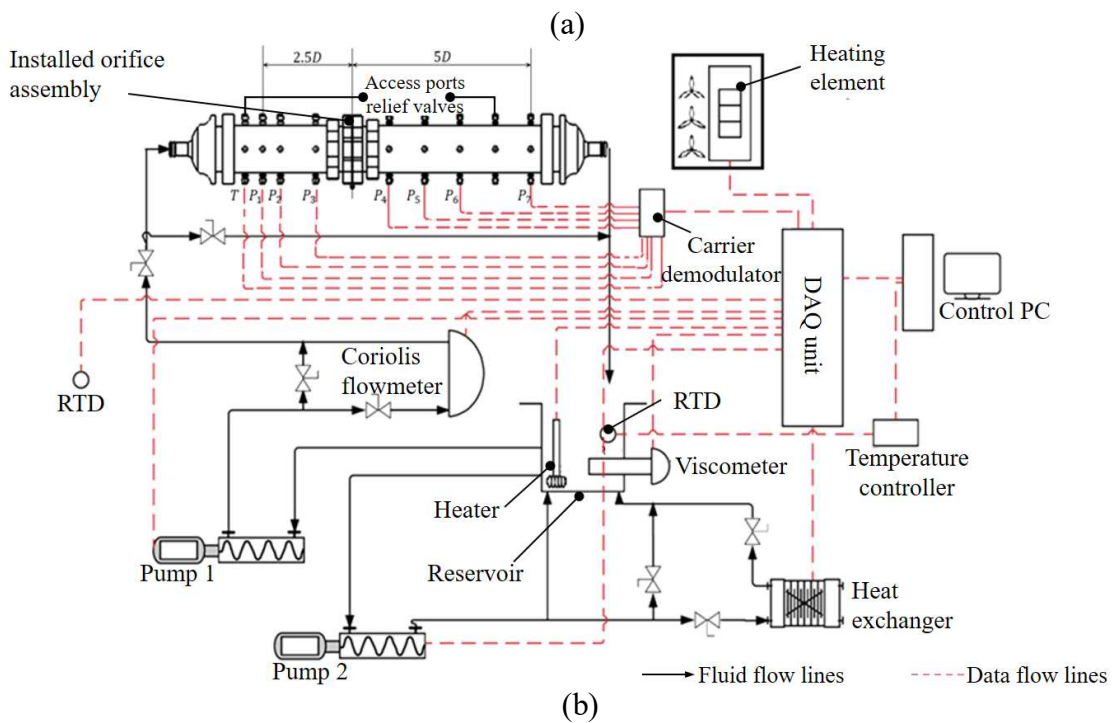 (a)
Installed orifice
assembly
2.5D
5D
Access ports
relief valves
Heating
element
T
P1
P2
P3
P4
P5
P6
P7
Carrier
demodulator
DAQ unit
Control PC
Coriolis
flowmeter
RTD
RTD
Viscometer
Temperature
controller
Heater
Reservoir
Pump 1
Heat
exchanger
Pump 2
Fluid flow lines
Data flow lines
(b)